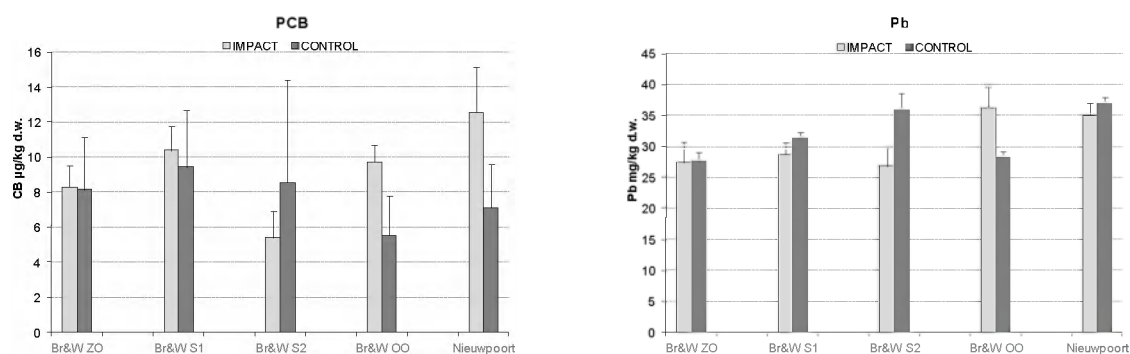 PCB
IMPACT CONTROL
CB µg/kg d.w.
16
14
12
10
8
6
4
2
0
Br&W ZO Br&W S1 Br&W S2 Br&W OO Nieuwpoort
Pb
IMPACT CONTROL
Pb mg/kg d.w.
45
40
35
30
25
20
15
10
5
0
Br&W ZO Br&W S1 Br&W S2 Br&W OO Nieuwpoort